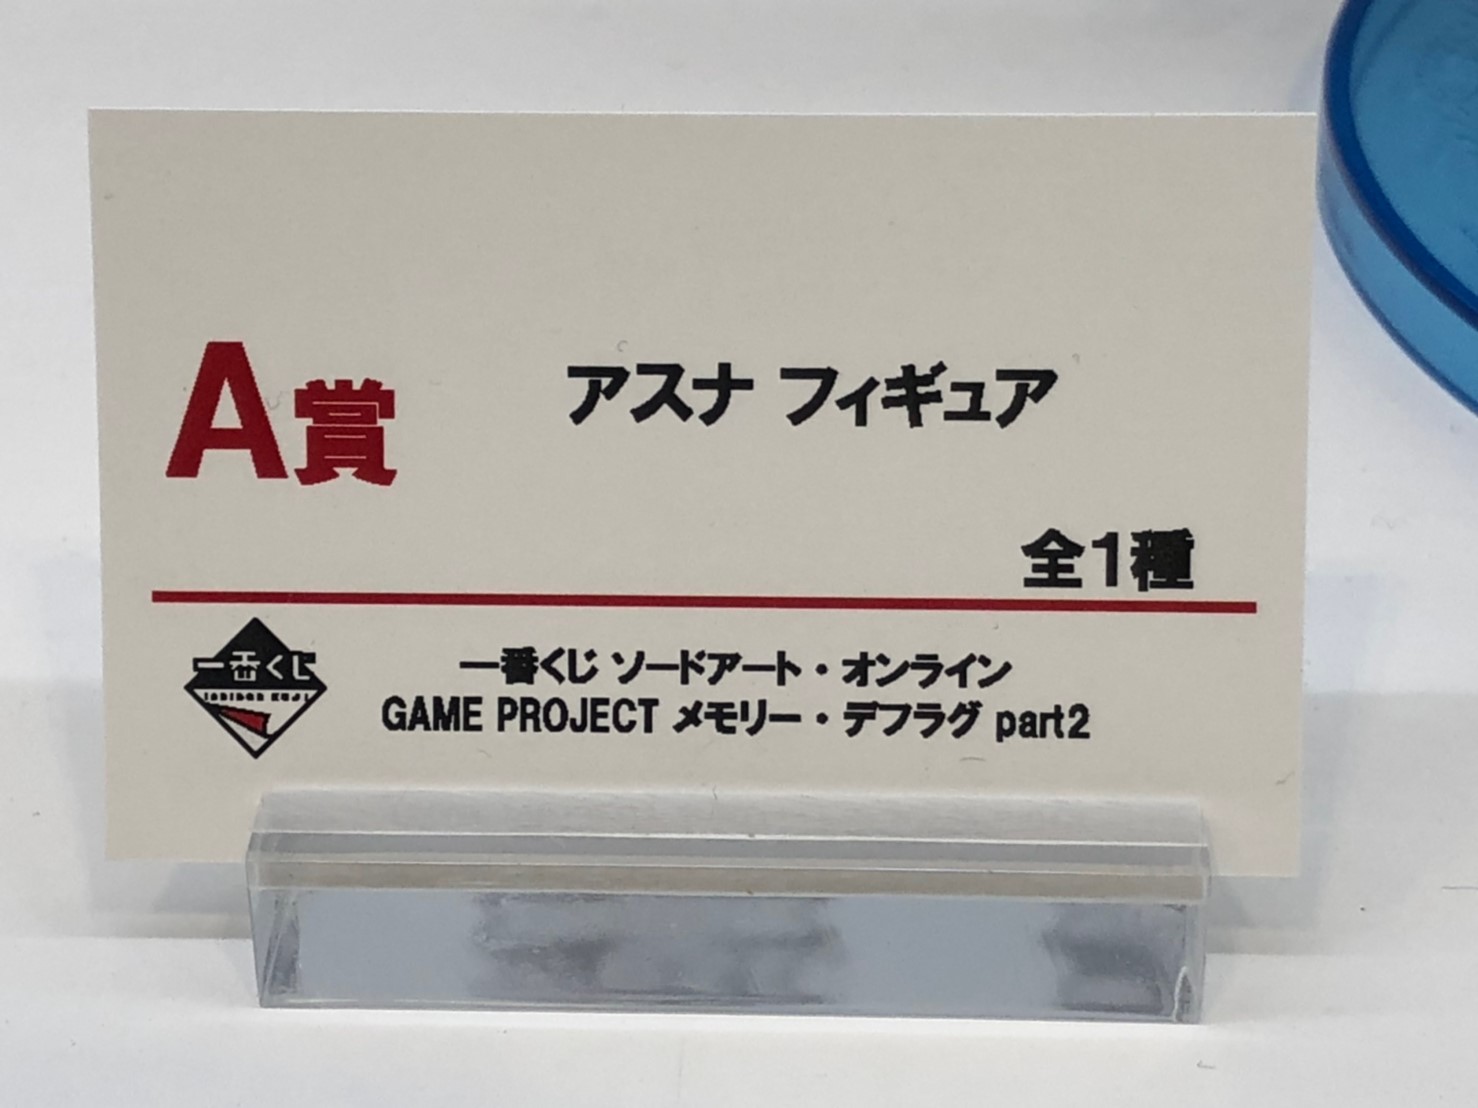 A賞
アスナ フィギュア
全1種
一番くじ
ICHIBAN KUJI
一番くじ ソードアート・オンライン
GAME PROJECT メモリー・デフラグ part2